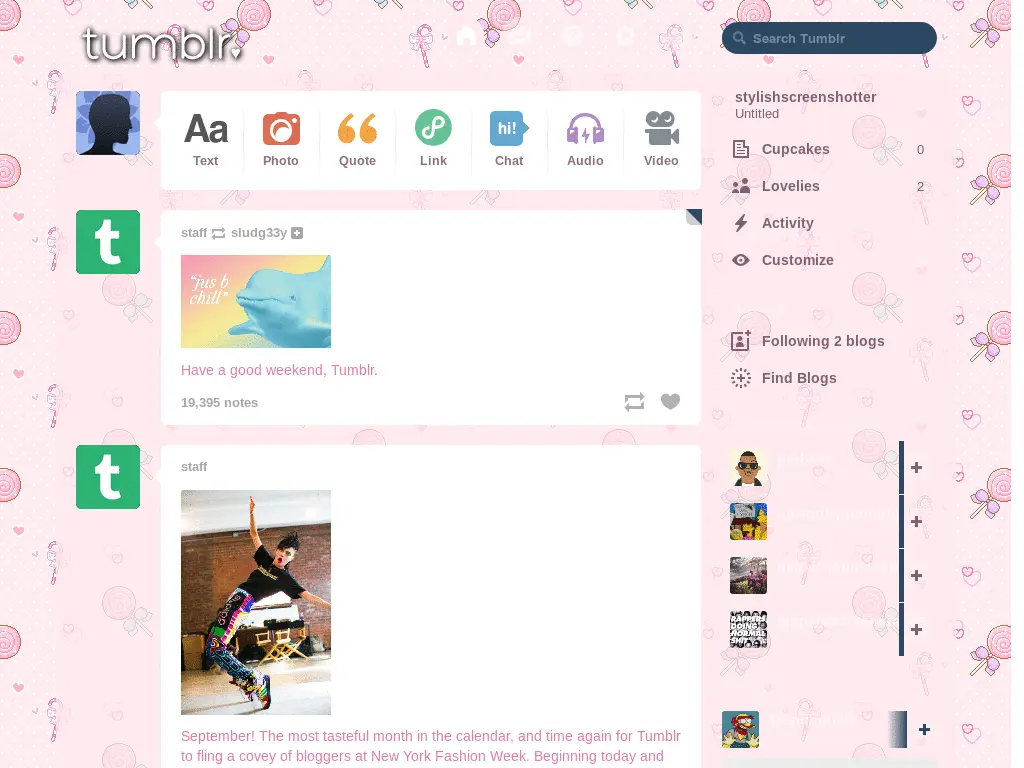 tumblr
Search Tumblr
Aa
hi!
Text
Photo
Quote
Link
Chat
Audio
Video
stylishscreenshotter
Untitled
Cupcakes 0
Lovelies 2
Activity
Customize
Following 2 blogs
Find Blogs
t
staff sludg33y
“jus b
chill”
Have a good weekend, Tumblr.
19,395 notes
t
staff
September! The most tasteful month in the calendar, and time again for Tumblr
to fling a covey of bloggers at New York Fashion Week. Beginning today and
RAPPERS
DOING
NORMAL
SHIT